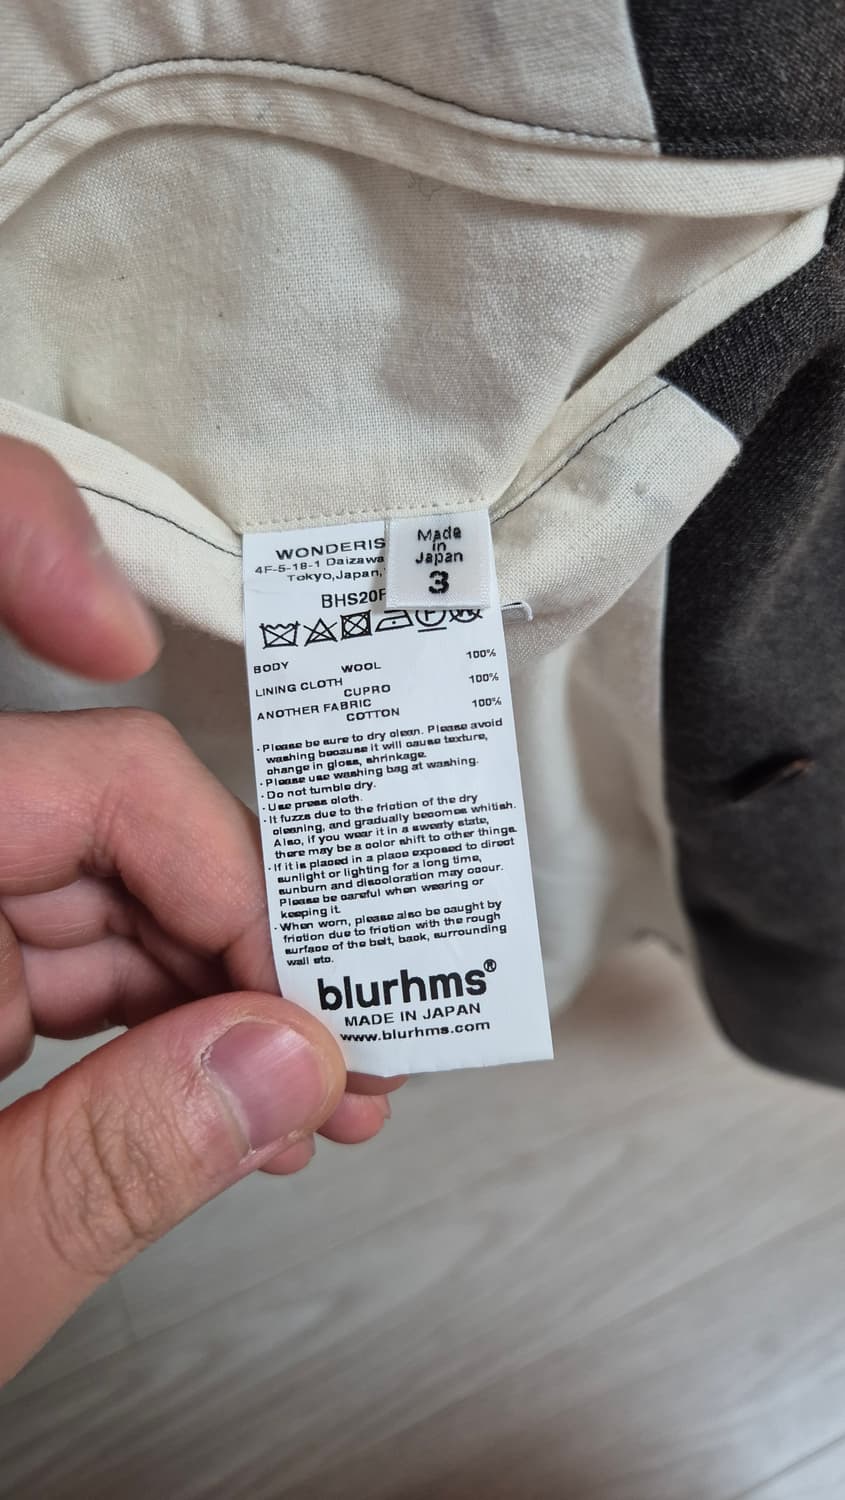 WONDERIS
4F-5-18-1 Daizawa
Tokyo,Japan,
Made
in
Japan
3
BHS20F
BODY WOOL 100%
LINING CLOTH CUPRO 100%
ANOTHER FABRIC COTTON 100%
· Please be sure to dry clean. Please avoid
washing because it will cause texture,
change in gloss, shrinkage.
· Please use washing bag at washing.
· Do not tumble dry.
· Use press cloth.
· It fuzzs due to the friction of the dry
cleaning, and gradually becomes whitish.
Also, if you wear it in a sweaty state,
there may be a color shift to other things.
· If it is placed in a place exposed to direct
sunlight or lighting for a long time,
sunburn and discoloration may occur.
Please be careful when wearing or
keeping it.
· When worn, please also be caught by
friction due to friction with the rough
surface of the belt, back, surrounding
wall etc.
blurhms®
MADE IN JAPAN
www.blurhms.com